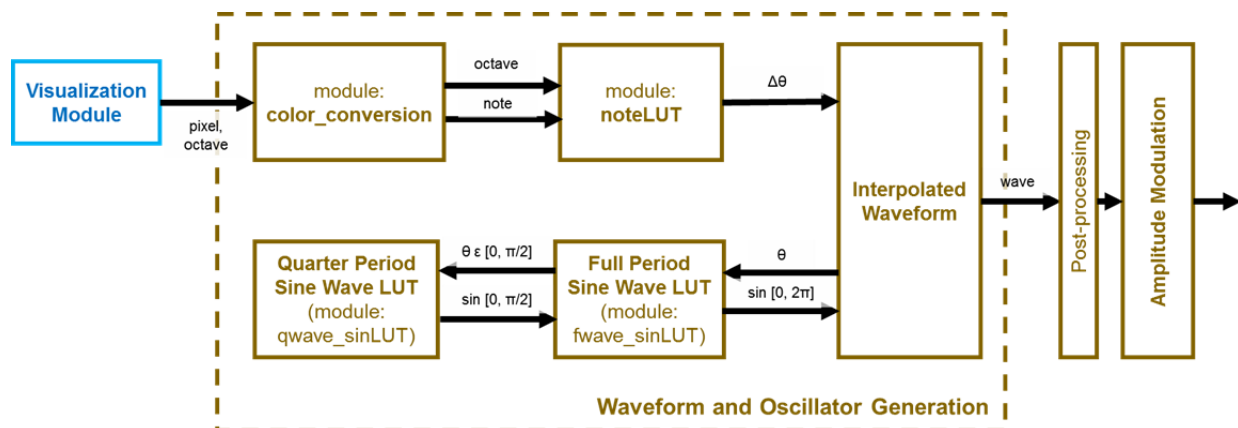 Visualization
Module
pixel,
octave
module:
color_conversion
octave
note
module:
noteLUT
Δθ
Interpolated
Waveform
wave
Post-processing
Amplitude Modulation
Quarter Period
Sine Wave LUT
(module:
qwave_sinLUT)
θ ε [0, π/2]
sin [0, π/2]
Full Period
Sine Wave LUT
(module:
fwave_sinLUT)
θ
sin [0, 2π]
Waveform and Oscillator Generation